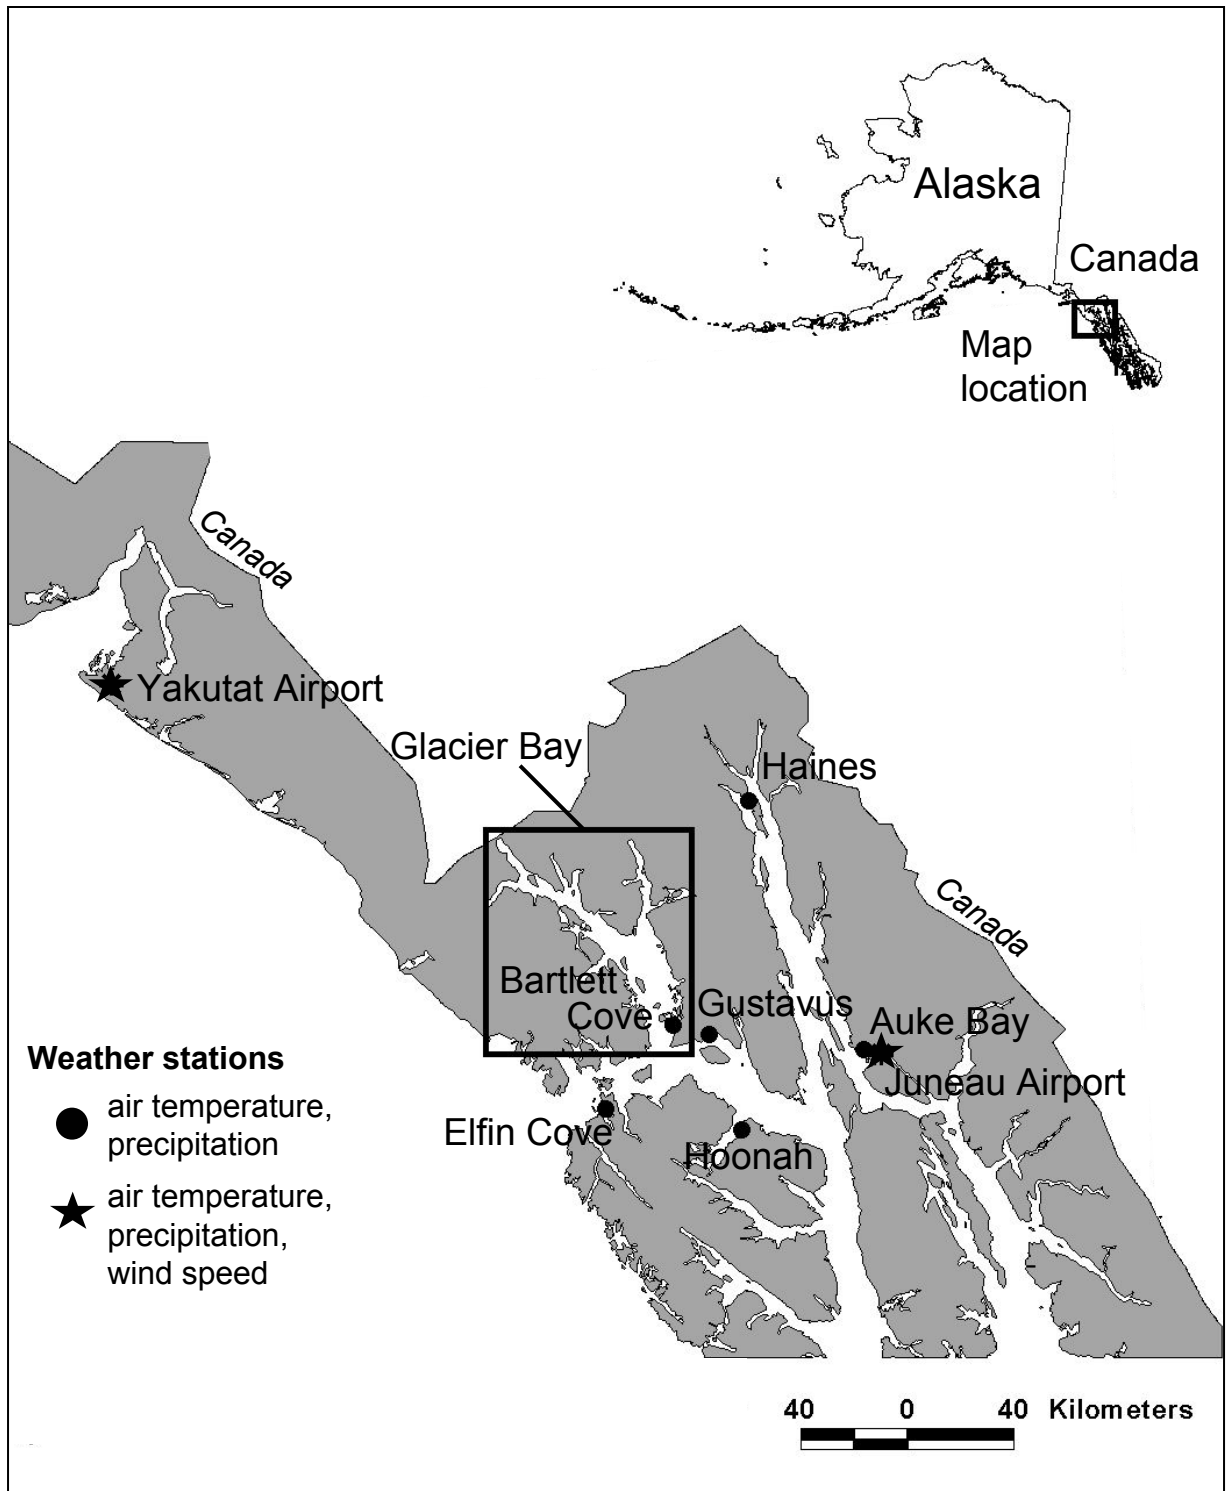 Alaska
Canada
Map
location
Canada
Yakutat Airport
Glacier Bay
Haines
Canada
Bartlett
Cove
Gustavus
Auke Bay
Juneau Airport
Elfin Cove
Hoonah
Weather stations
air temperature,
precipitation
air temperature,
precipitation,
wind speed
40 0 40 Kilometers